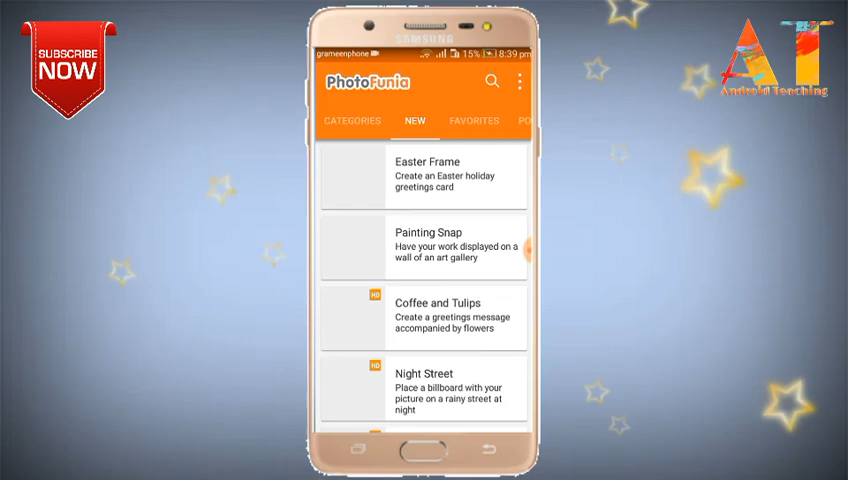 SUBSCRIBE
NOW
SAMSUNG
grameenphone
15%
8:39 pm
PhotoFunia
CATEGORIES
NEW
FAVORITES
PO
Easter Frame
Create an Easter holiday
greetings card
Painting Snap
Have your work displayed on a
wall of an art gallery
HD
Coffee and Tulips
Create a greetings message
accompanied by flowers
HD
Night Street
Place a billboard with your
picture on a rainy street at
night
AT
Android Teaching